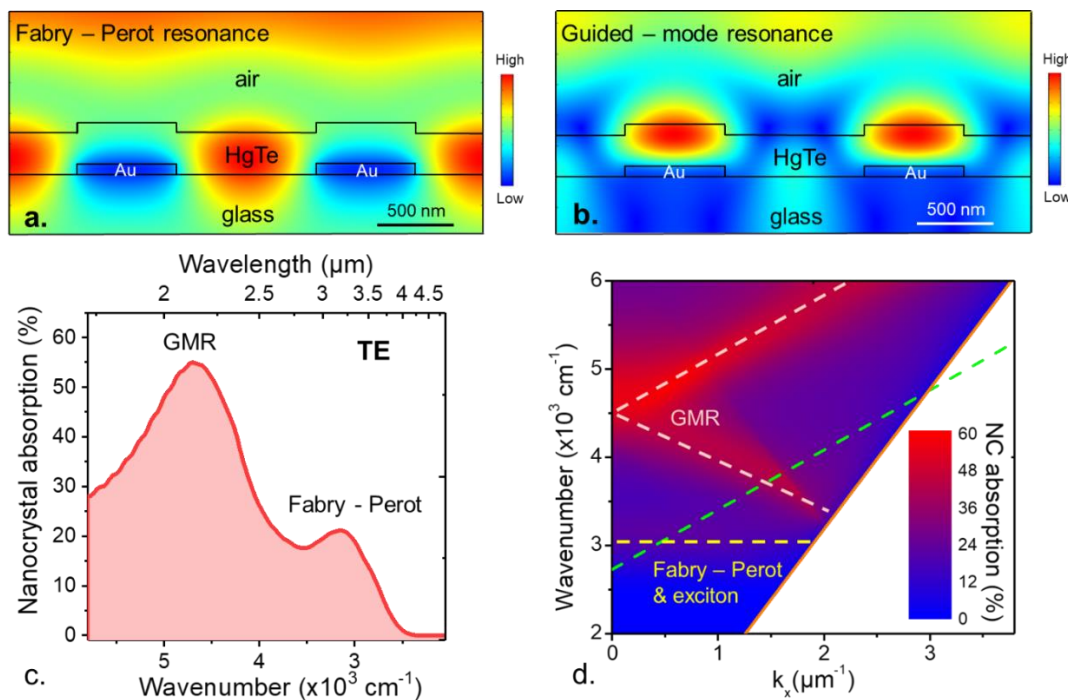 Fabry – Perot resonance
air
HgTe
Au
Au
glass
500 nm
a.
High
Low
Guided – mode resonance
air
HgTe
Au
Au
glass
500 nm
b.
High
Low
Wavelength (µm)
2 2.5 3 3.5 4 4.5
60
50
40
30
20
10
0
Nanocrystal absorption (%)
GMR
TE
Fabry - Perot
5 4 3
Wavenumber (x10³ cm⁻¹)
c.
6
5
4
3
2
Wavenumber (x10³ cm⁻¹)
GMR
Fabry – Perot
& exciton
60
48
36
24
12
0
NC absorption (%)
0 1 2 3
kₓ(µm⁻¹)
d.